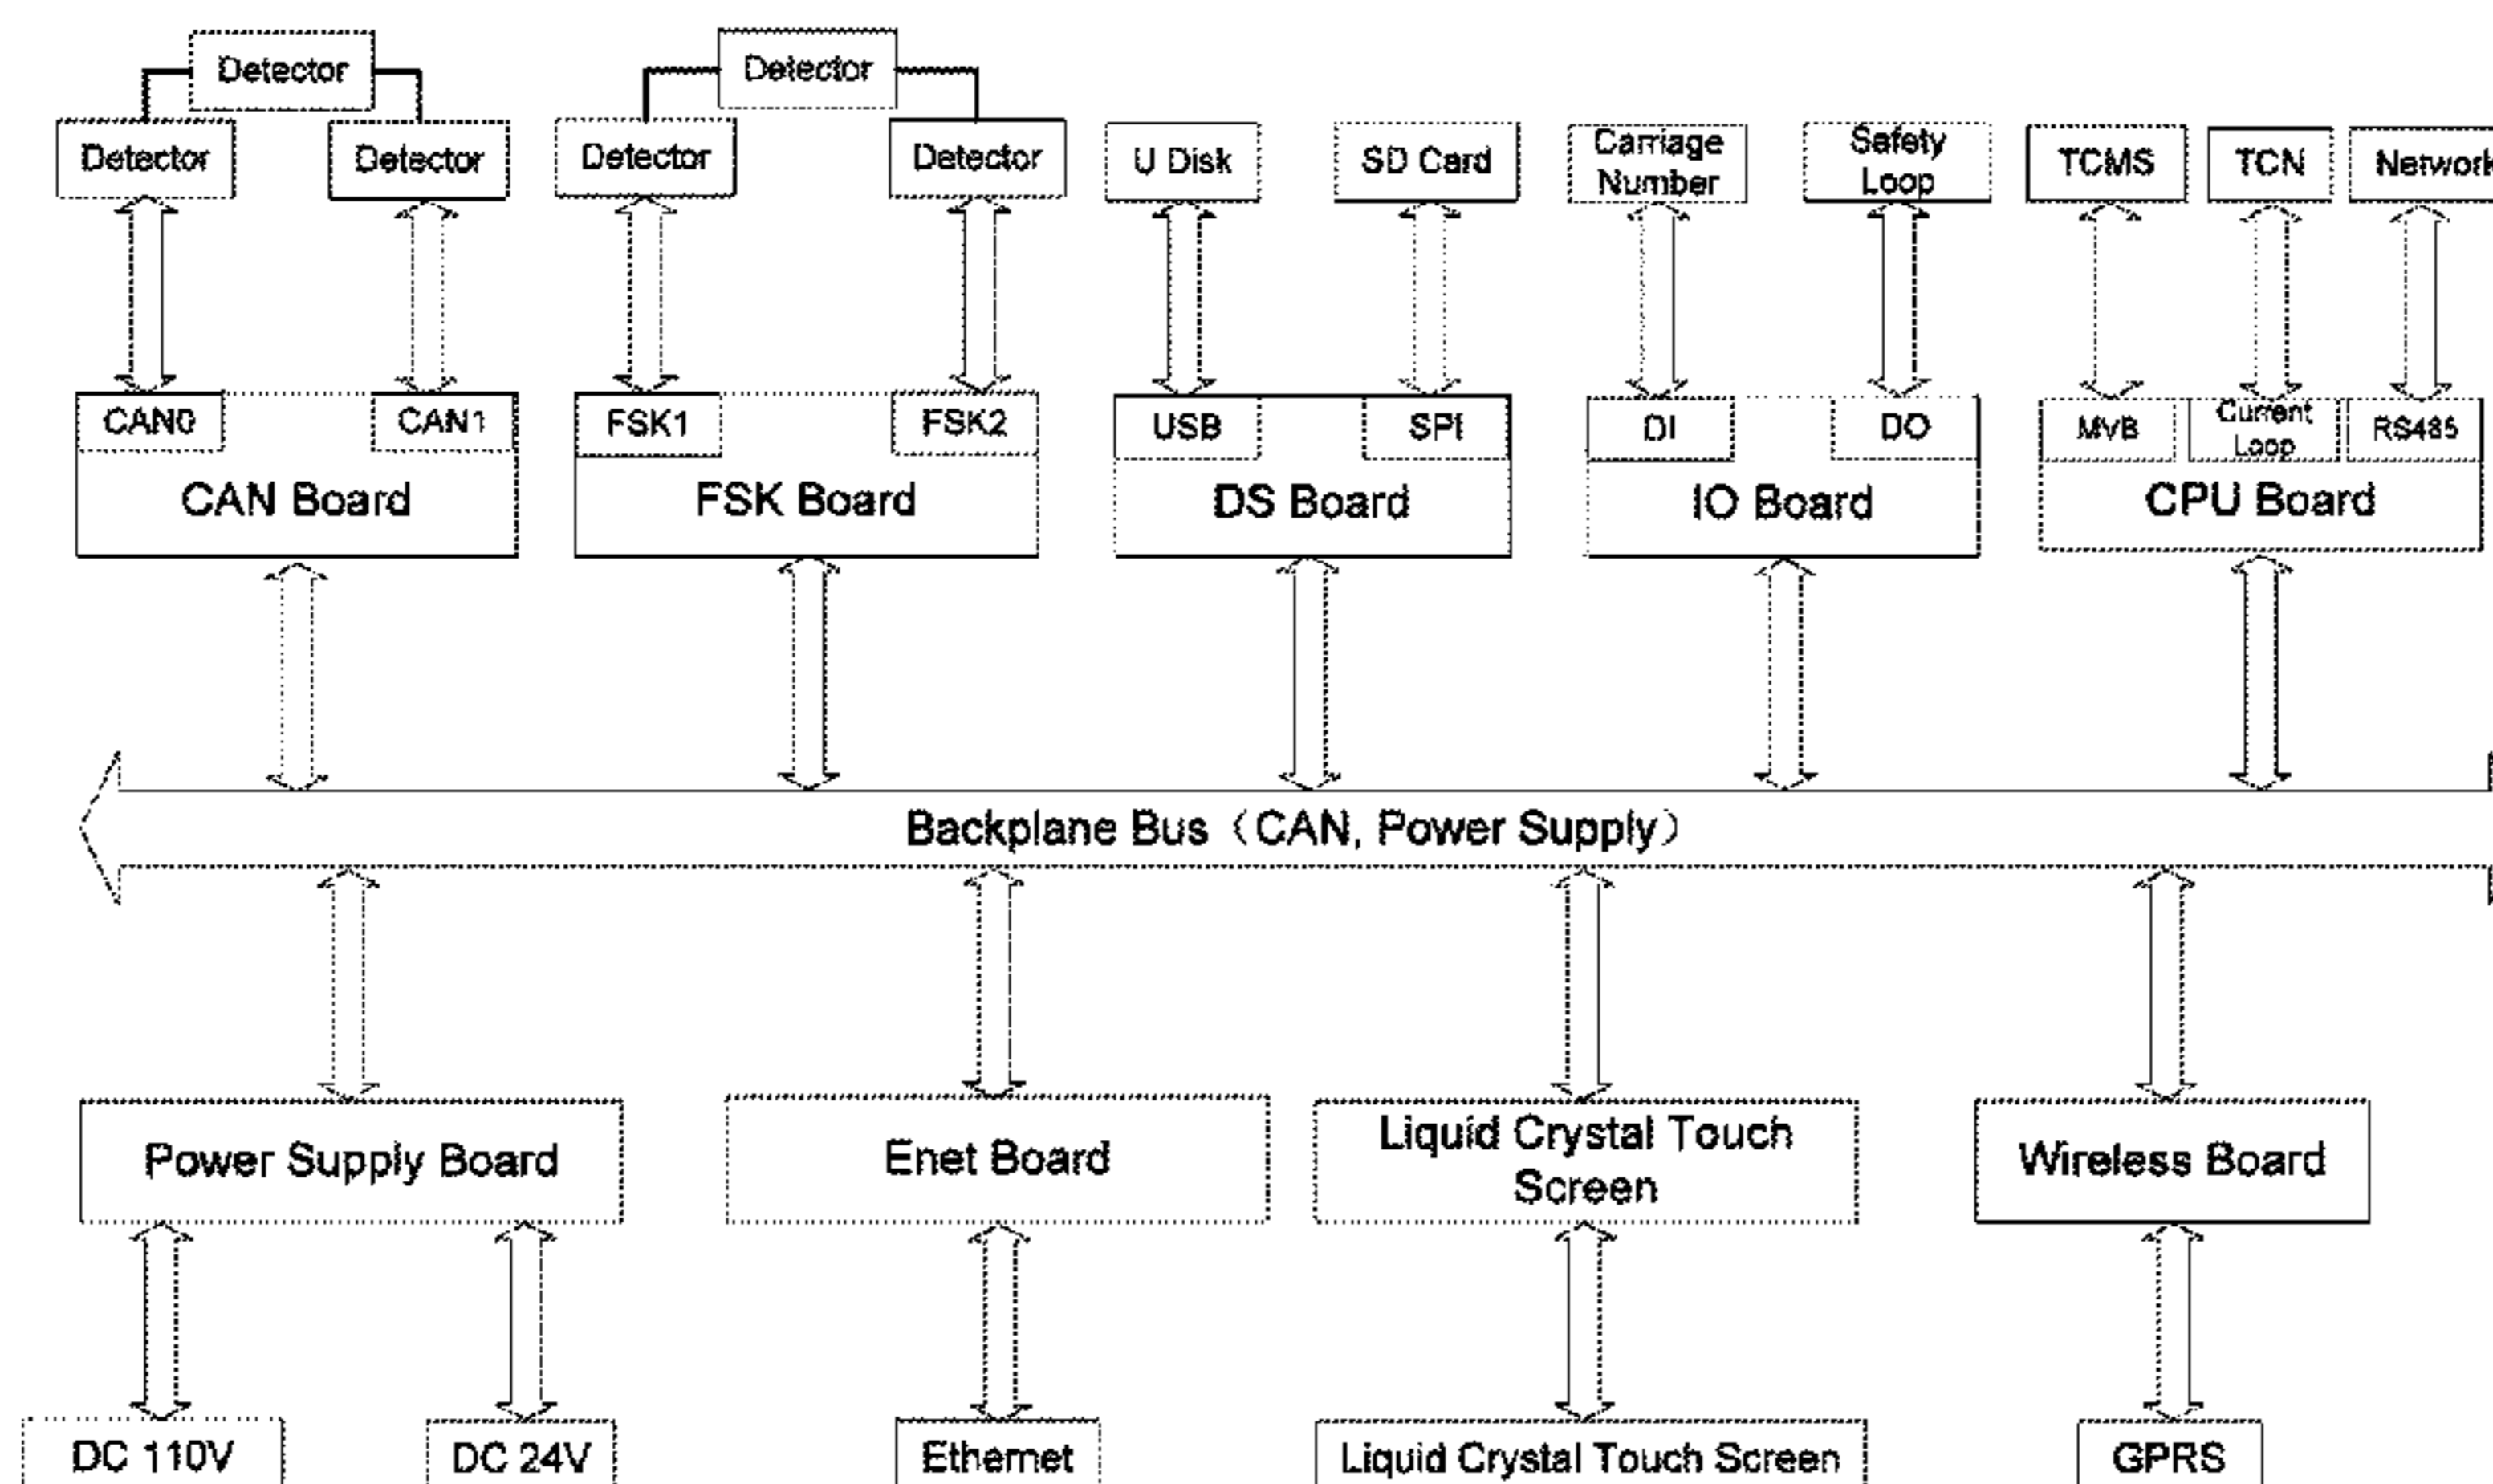 Detector
Detector
Detector
Detector
Detector
Detector
U Disk
SD Card
Carriage
Number
Safety
Loop
TCMS
TCN
Network
CAN0
CAN1
FSK1
FSK2
USB
SPI
DI
DO
MVB
Current
Loop
RS485
CAN Board
FSK Board
DS Board
IO Board
CPU Board
Backplane Bus（CAN, Power Supply）
Power Supply Board
Enet Board
Liquid Crystal Touch
Screen
Wireless Board
DC 110V
DC 24V
Ethernet
Liquid Crystal Touch Screen
GPRS